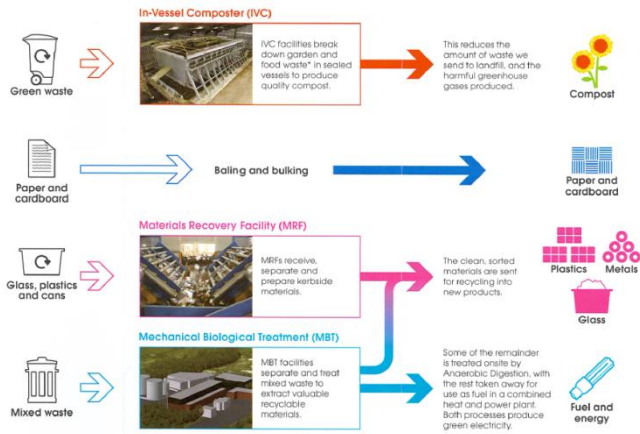 In-Vessel Composter (IVC)
Green waste
IVC facilities break
down garden and
food waste* in sealed
vessels to produce
quality compost.
This reduces the
amount of waste we
send to landfill, and the
harmful greenhouse
gases produced.
Compost
Paper and
cardboard
Baling and bulking
Paper and
cardboard
Materials Recovery Facility (MRF)
Glass, plastics
and cans
MRFs receive,
separate and
prepare kerbside
materials.
The clean, sorted
materials are sent
for recycling into
new products.
Plastics
Metals
Glass
Mechanical Biological Treatment (MBT)
Mixed waste
MBT facilities
separate and treat
mixed waste to
extract valuable
recyclable
materials.
Some of the remainder
is treated onsite by
Anaerobic Digestion, with
the rest taken away for
use as fuel in a combined
heat and power plant.
Both processes produce
green electricity.
Fuel and
energy